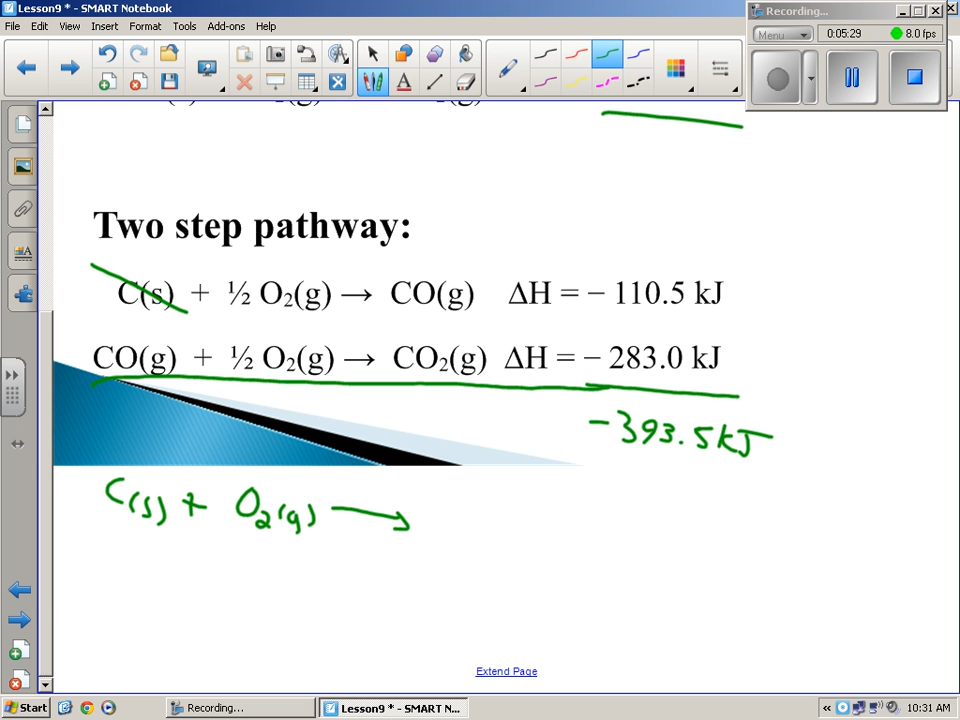 Lesson9 * - SMART Notebook
Recording...
File Edit View Insert Format Tools Add-ons Help
Menu
0:05:29
8.0 fps
Two step pathway:
C(s) + ½ O₂(g) → CO(g) ΔH = − 110.5 kJ
CO(g) + ½ O₂(g) → CO₂(g) ΔH = − 283.0 kJ
-393.5kJ
C(s) + O₂(g) →
Extend Page
Start
Recording...
Lesson9 * - SMART N...
10:31 AM